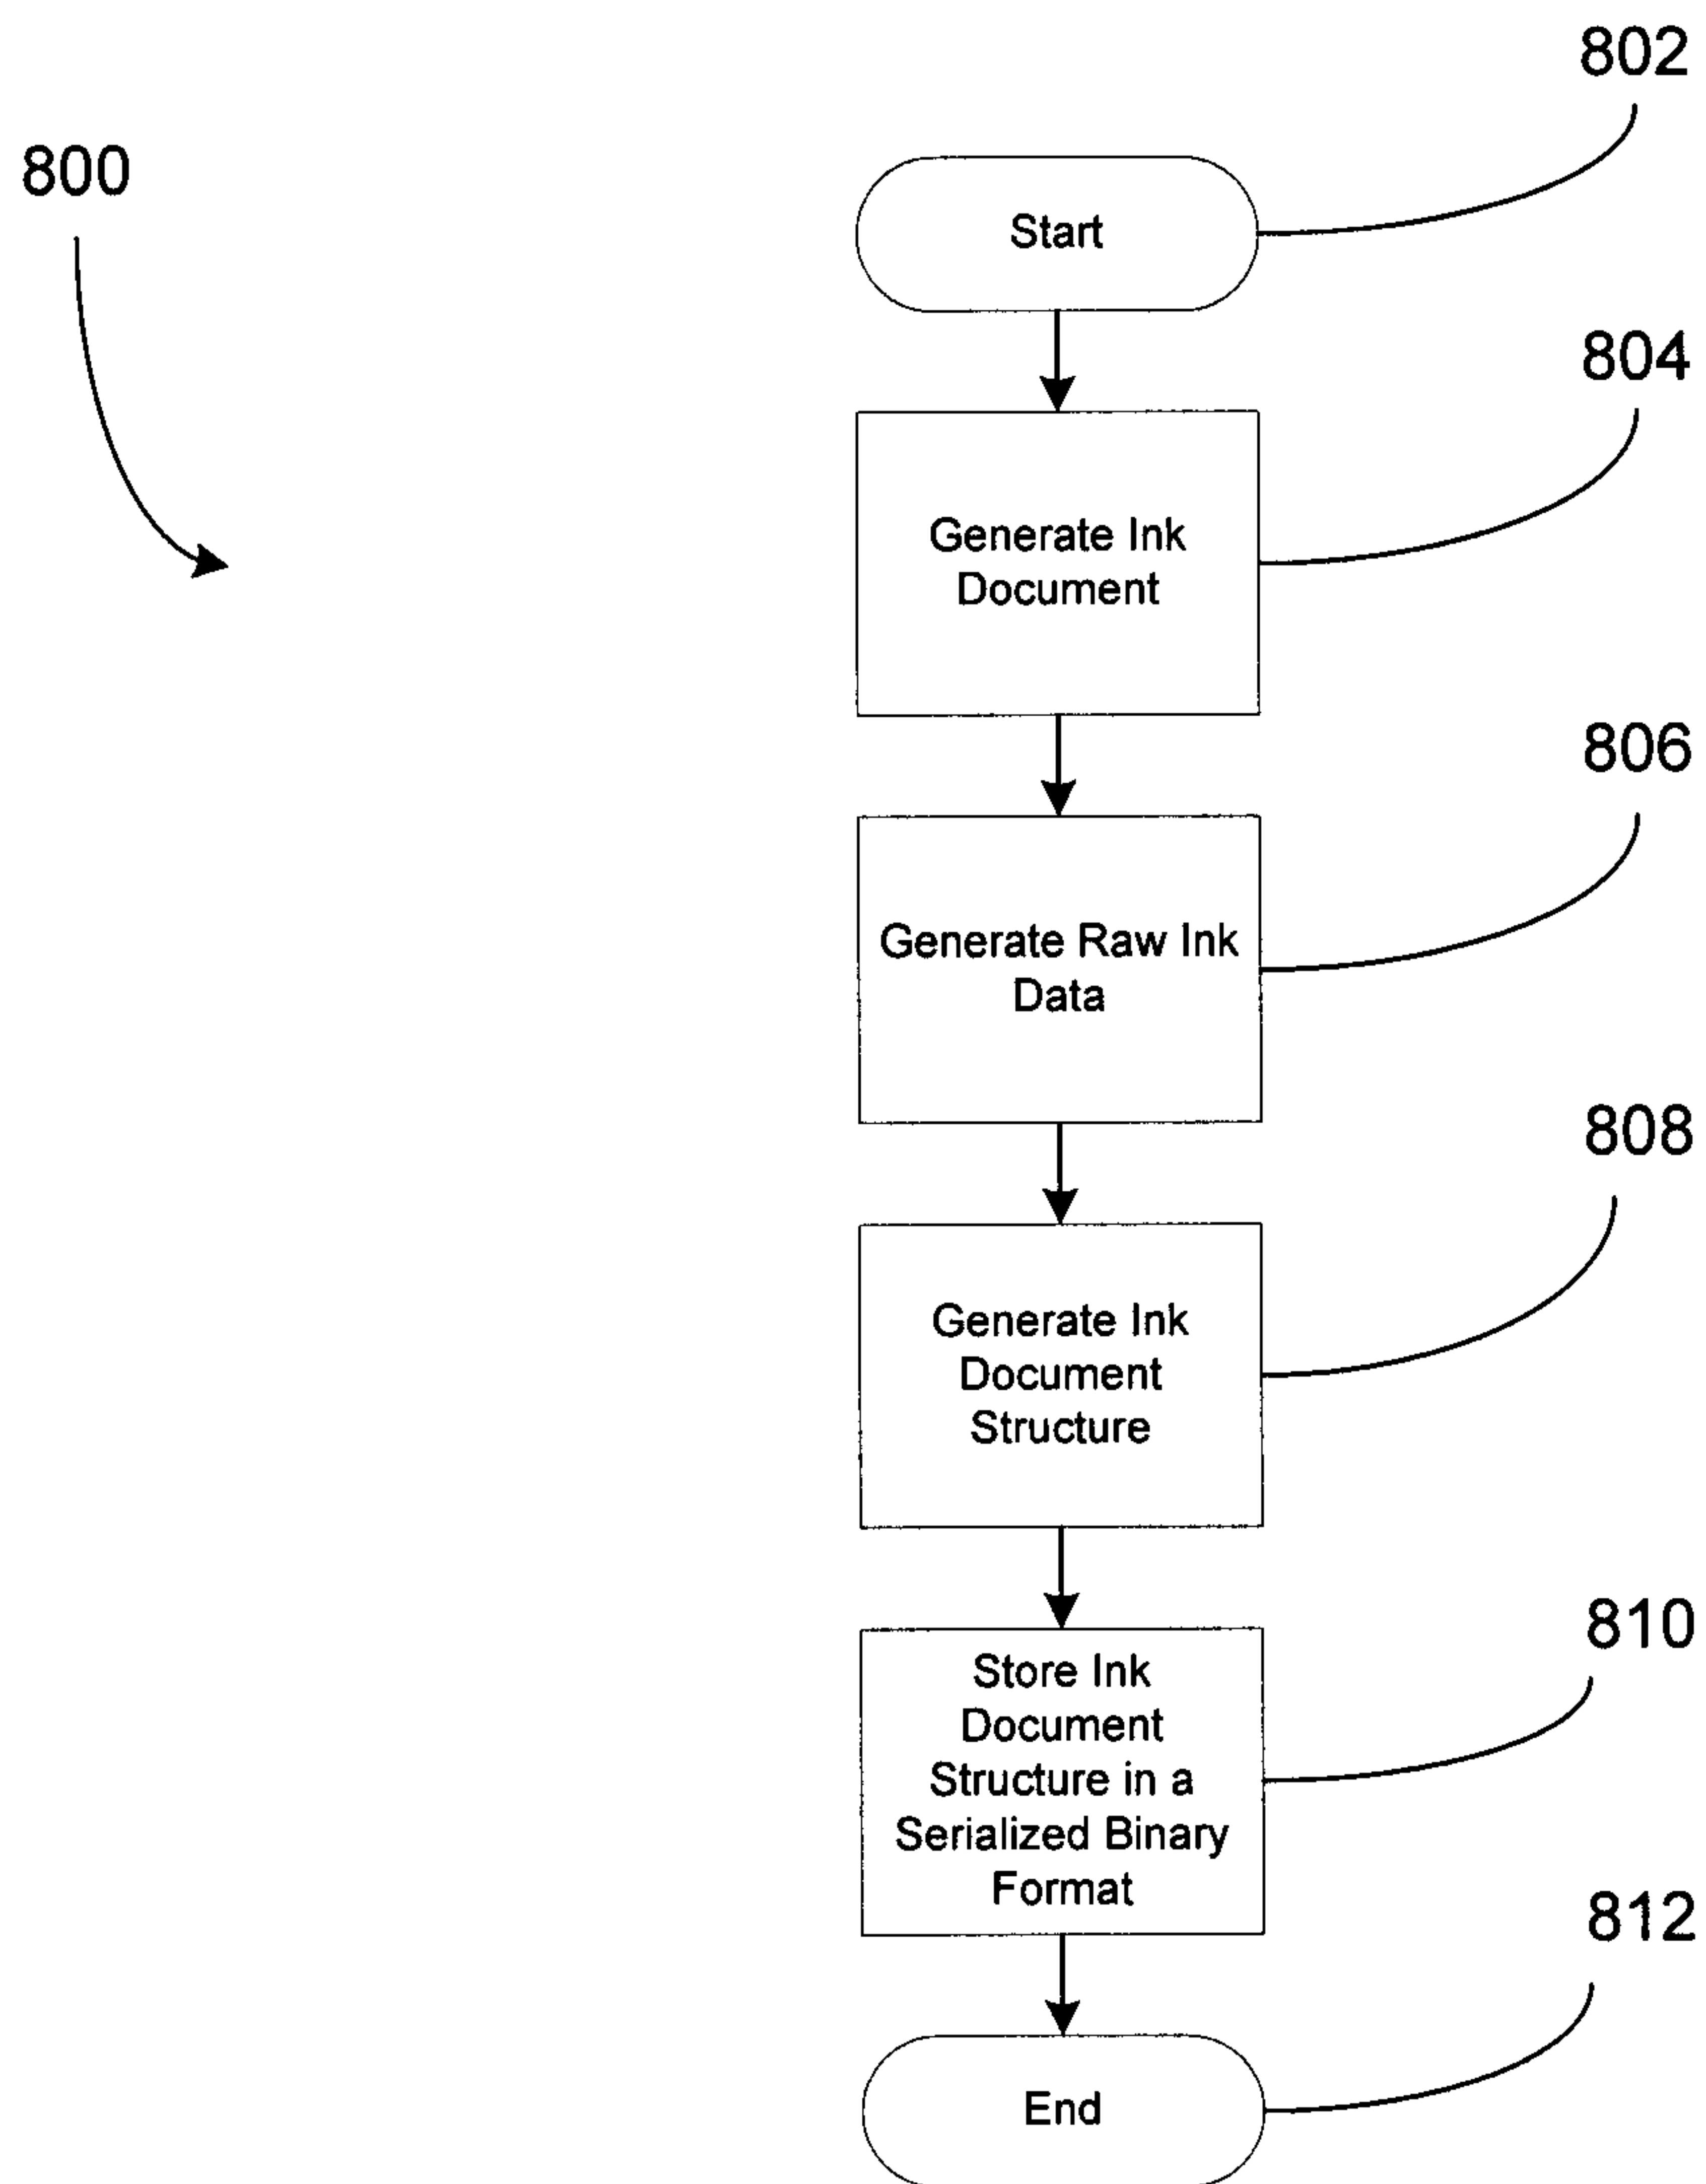 802
800
Start
804
Generate Ink
Document
806
Generate Raw Ink
Data
808
Generate Ink
Document
Structure
810
Store Ink
Document
Structure in a
Serialized Binary
Format
812
End